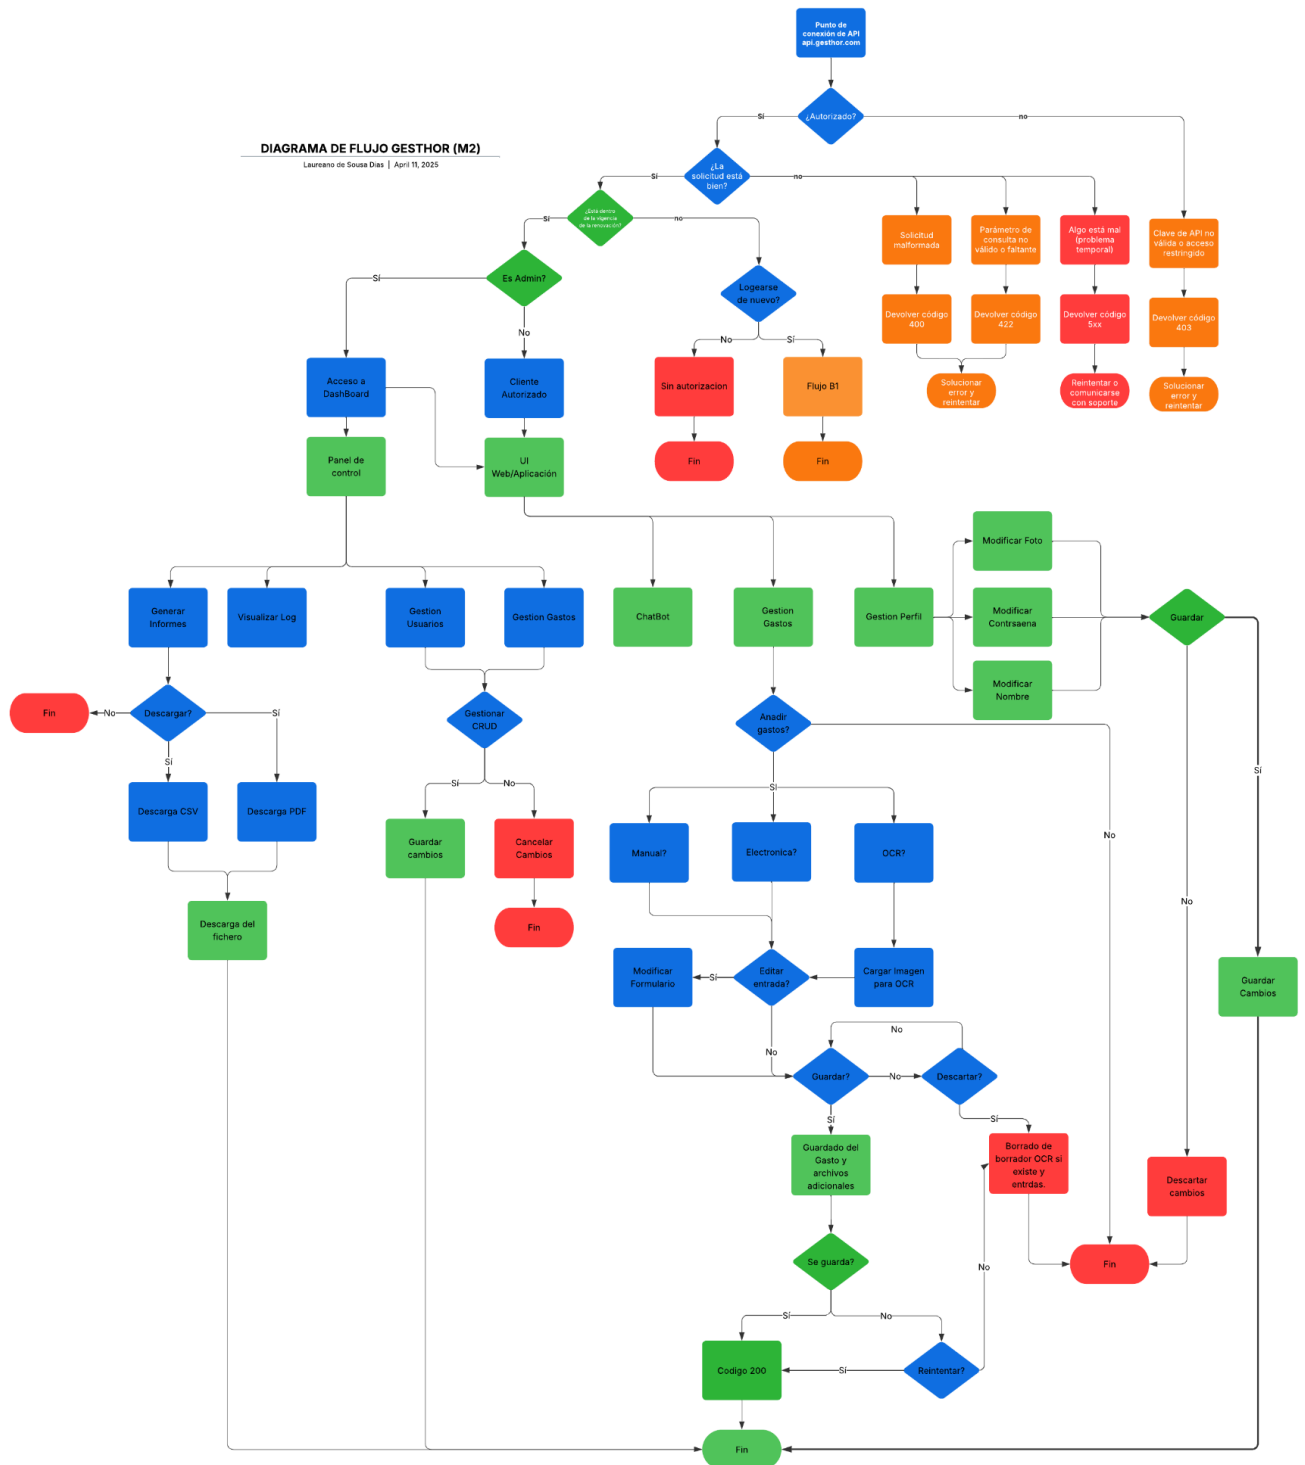 Punto de
conexión de API
api.gesthor.com
¿Autorizado?
Sí
no
DIAGRAMA DE FLUJO GESTHOR (M2)
Laureano de Sousa Dias | April 11, 2025
¿La
solicitud está
bien?
Sí
no
¿Está dentro
de la vigencia
de la renovación?
Sí
no
Solicitud
malformada
Parámetro de
consulta no
válido o faltante
Algo está mal
(problema
temporal)
Clave de API no
válida o acceso
restringido
Es Admin?
Sí
No
Logearse
de nuevo?
No
Sí
Devolver código
400
Devolver código
422
Devolver código
5xx
Devolver código
403
Acceso a
DashBoard
Cliente
Autorizado
Sin autorizacion
Flujo B1
Solucionar
error y
reintentar
Reintentar o
comunicarse
con soporte
Solucionar
error y
reintentar
Panel de
control
UI
Web/Aplicación
Fin
Fin
Modificar Foto
Generar
Informes
Visualizar Log
Gestion
Usuarios
Gestion Gastos
ChatBot
Gestion
Gastos
Gestion Perfil
Modificar
Contrsaena
Guardar
Modificar
Nombre
Fin
No
Descargar?
Sí
Sí
Gestionar
CRUD
Anadir
gastos?
Sí
Sí
No
Sí
No
Descarga CSV
Descarga PDF
Guardar
cambios
Cancelar
Cambios
Manual?
Electronica?
OCR?
No
Descarga del
fichero
Fin
Modificar
Formulario
Sí
Editar
entrada?
Cargar Imagen
para OCR
Guardar
Cambios
No
No
Guardar?
No
Descartar?
Sí
Sí
Guardado del
Gasto y
archivos
adicionales
Borrado de
borrador OCR si
existe y
entrdas.
Descartar
cambios
Se guarda?
No
Fin
Sí
No
Codigo 200
Sí
Reintentar?
Fin